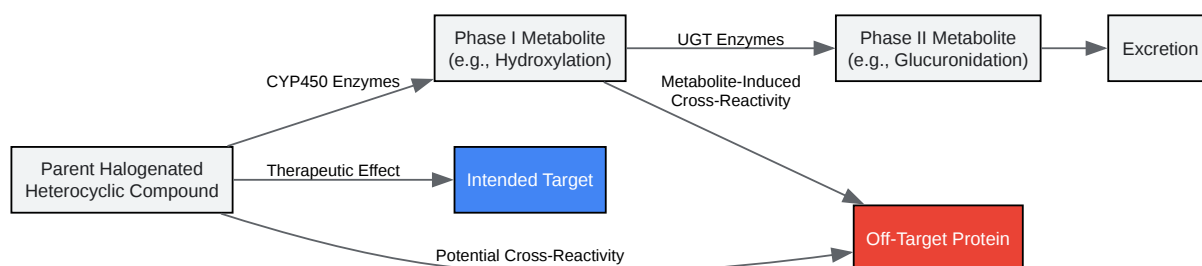 Phase I Metabolite
(e.g., Hydroxylation)
UGT Enzymes
Phase II Metabolite
(e.g., Glucuronidation)
Excretion
CYP450 Enzymes
Metabolite-Induced
Cross-Reactivity
Parent Halogenated
Heterocyclic Compound
Therapeutic Effect
Intended Target
Off-Target Protein
Potential Cross-Reactivity